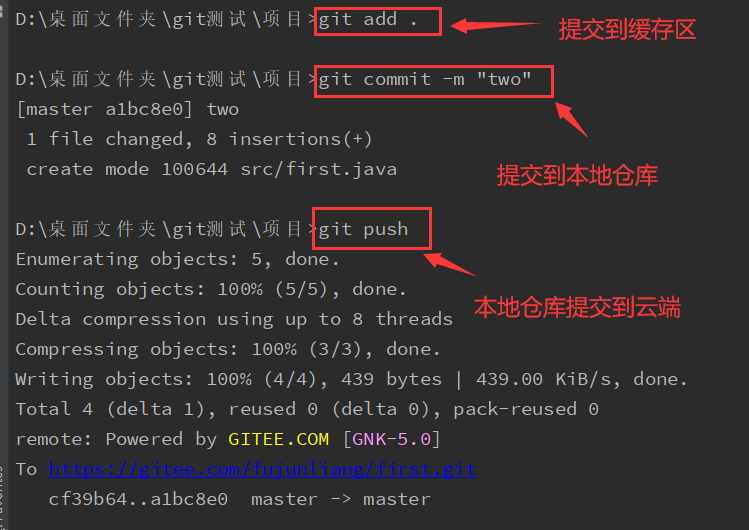 D:\桌面文件夹\git测试\项目>git add .
提交到缓存区
D:\桌面文件夹\git测试\项目>git commit -m "two"
[master a1bc8e0] two
1 file changed, 8 insertions(+)
create mode 100644 src/first.java
提交到本地仓库
D:\桌面文件夹\git测试\项目>git push
Enumerating objects: 5, done.
Counting objects: 100% (5/5), done.
本地仓库提交到云端
Delta compression using up to 8 threads
Compressing objects: 100% (3/3), done.
Writing objects: 100% (4/4), 439 bytes | 439.00 KiB/s, done.
Total 4 (delta 1), reused 0 (delta 0), pack-reused 0
remote: Powered by GITEE.COM [GNK-5.0]
To https://gitee.com/fujunliang/first.git
cf39b64..a1bc8e0  master -> master